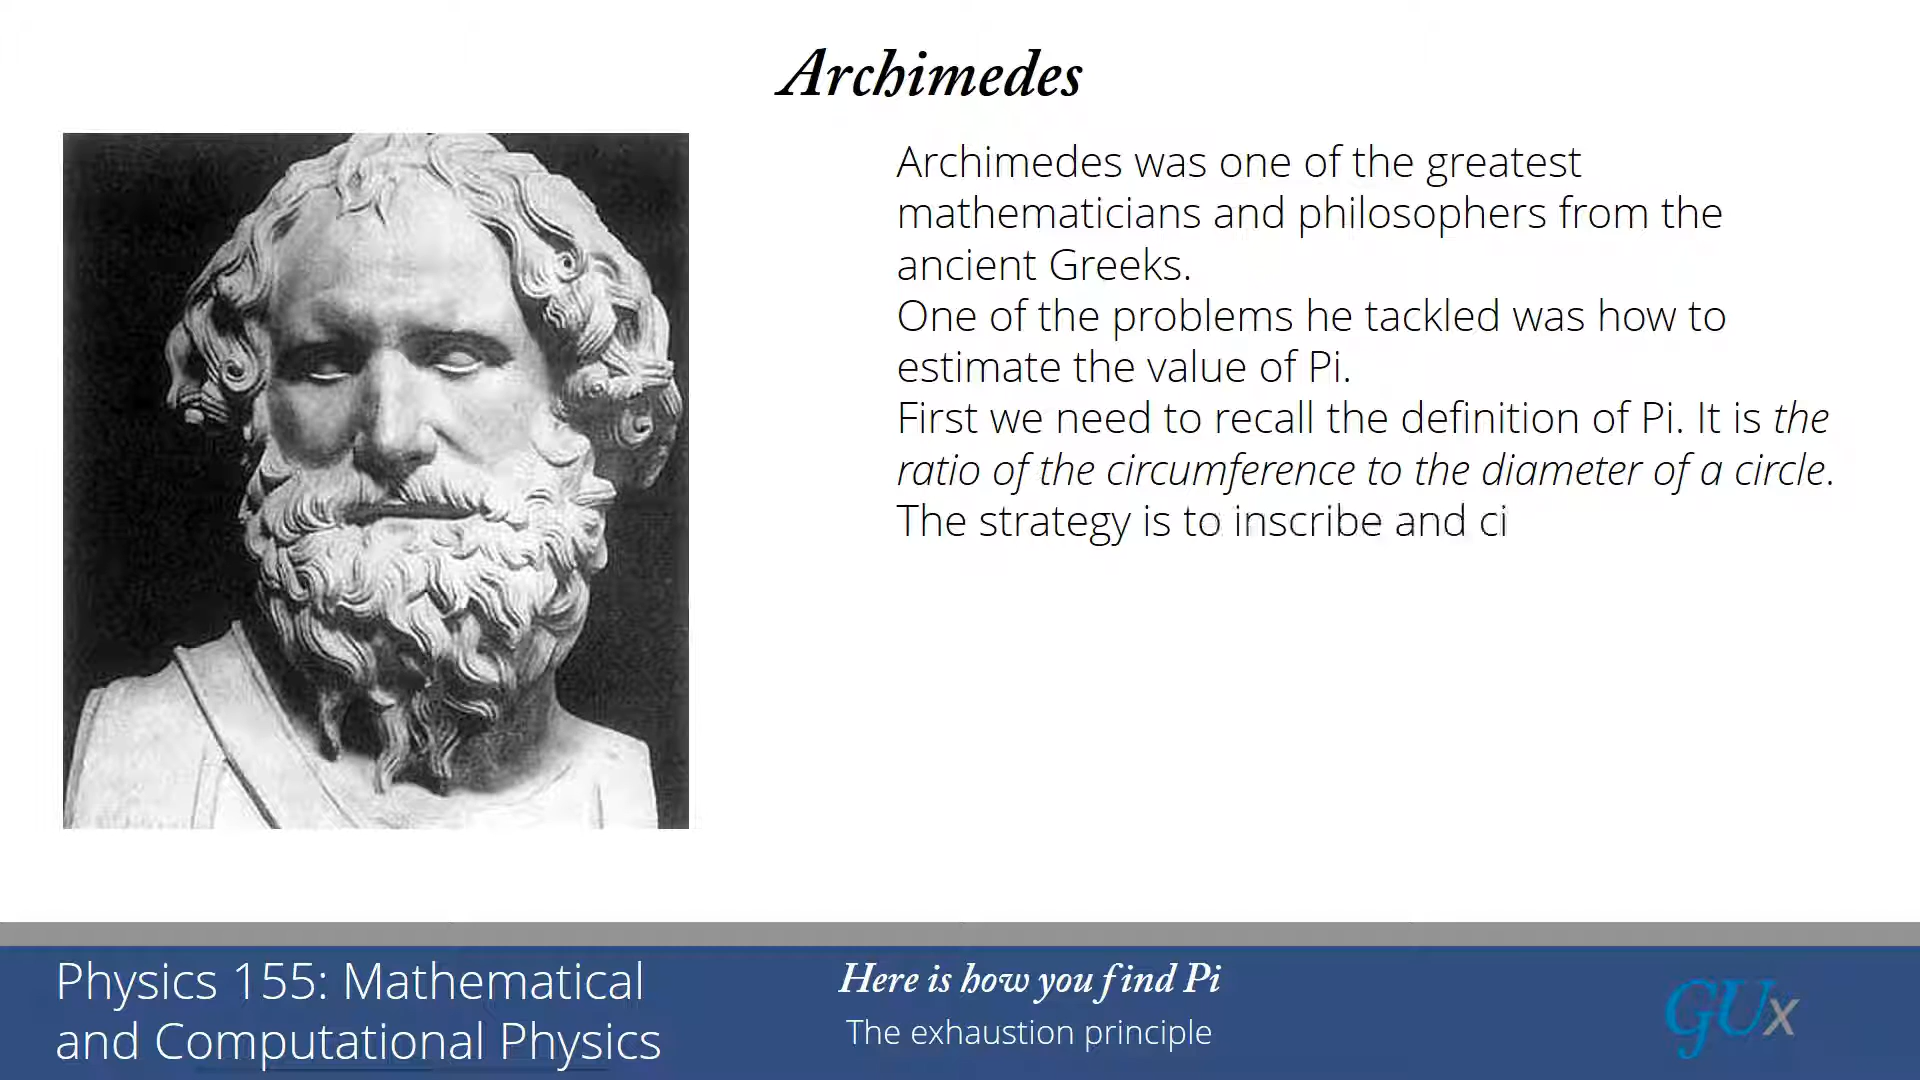 Archimedes
Archimedes was one of the greatest
mathematicians and philosophers from the
ancient Greeks.
One of the problems he tackled was how to
estimate the value of Pi.
First we need to recall the definition of Pi. It is the
ratio of the circumference to the diameter of a circle.
The strategy is to inscribe and ci
Physics 155: Mathematical
and Computational Physics
Here is how you find Pi
The exhaustion principle
GUx